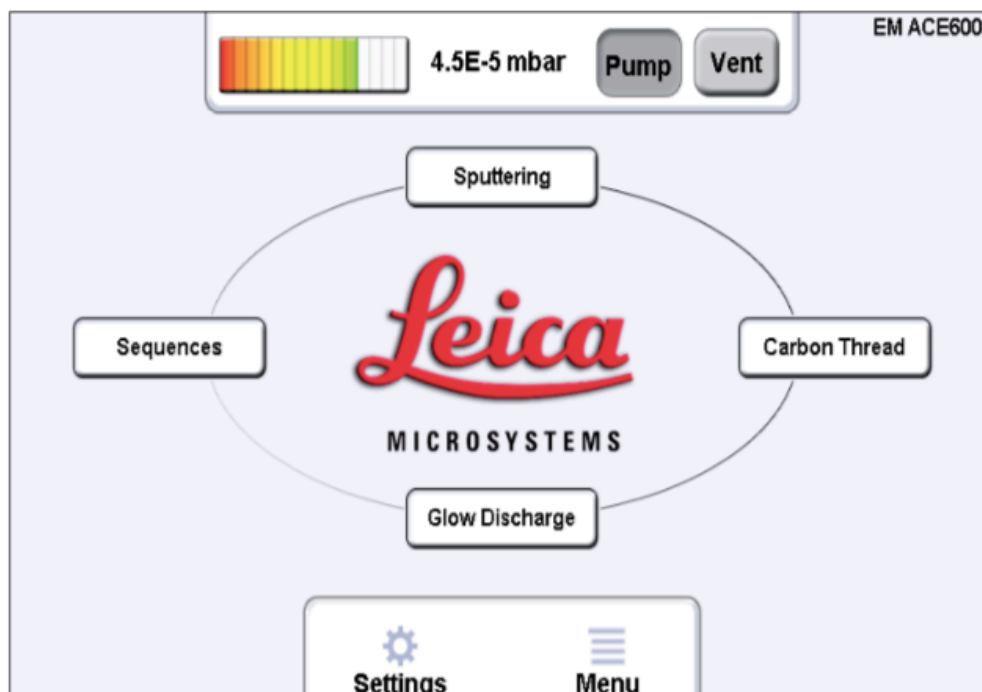 EM ACE600
4.5E-5 mbar
Pump
Vent
Sputtering
Sequences
Leica
Carbon Thread
MICROSYSTEMS
Glow Discharge
Settings
Menu